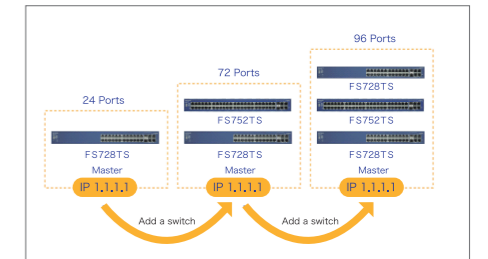 24 Ports
FS728TS
Master
IP 1.1.1.1
Add a switch
72 Ports
FS752TS
FS728TS
Master
IP 1.1.1.1
Add a switch
96 Ports
FS728TS
FS752TS
FS728TS
Master
IP 1.1.1.1